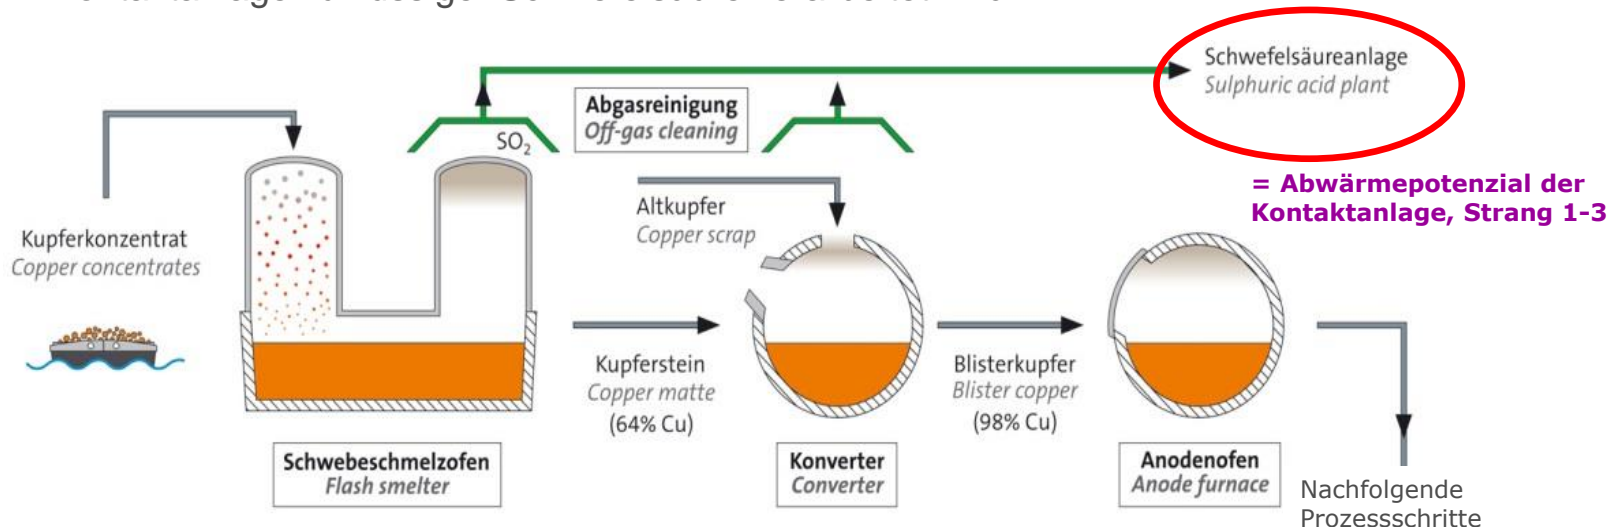 Schwefelsäureanlage
Sulphuric acid plant
Abgasreinigung
Off-gas cleaning
SO₂
= Abwärmepotenzial der
Kontaktanlage, Strang 1-3
Altkupfer
Copper scrap
Kupferkonzentrat
Copper concentrates
Kupferstein
Copper matte
(64% Cu)
Blisterkupfer
Blister copper
(98% Cu)
Schwebeschmelzofen
Flash smelter
Konverter
Converter
Anodenofen
Anode furnace
Nachfolgende
Prozessschritte